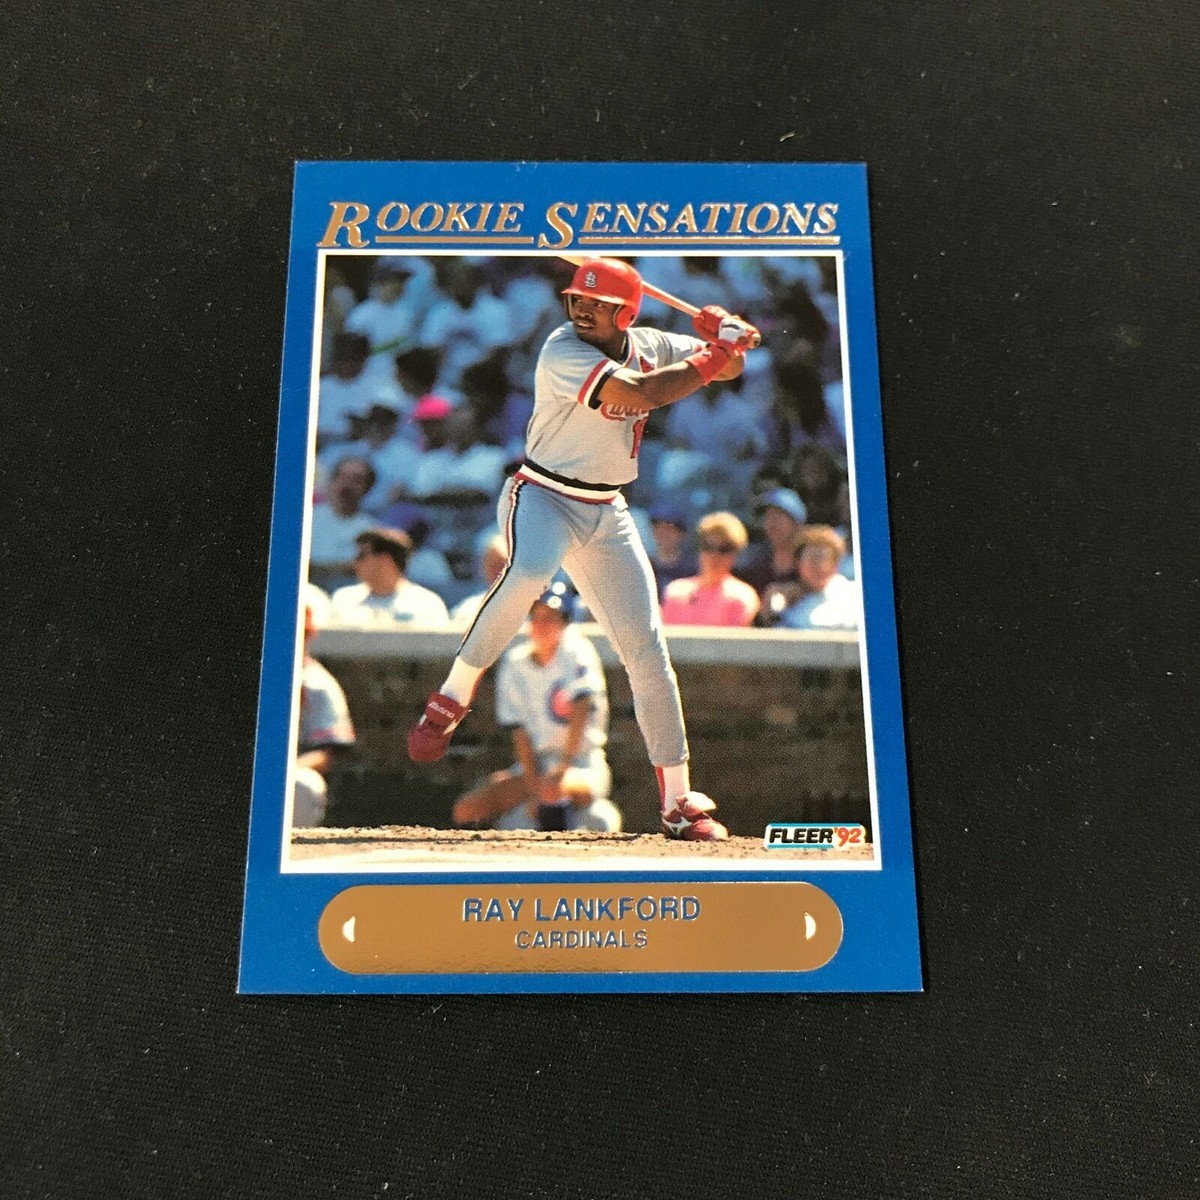 ROOKIE SENSATIONS
FLEER '92
RAY LANKFORD
CARDINALS